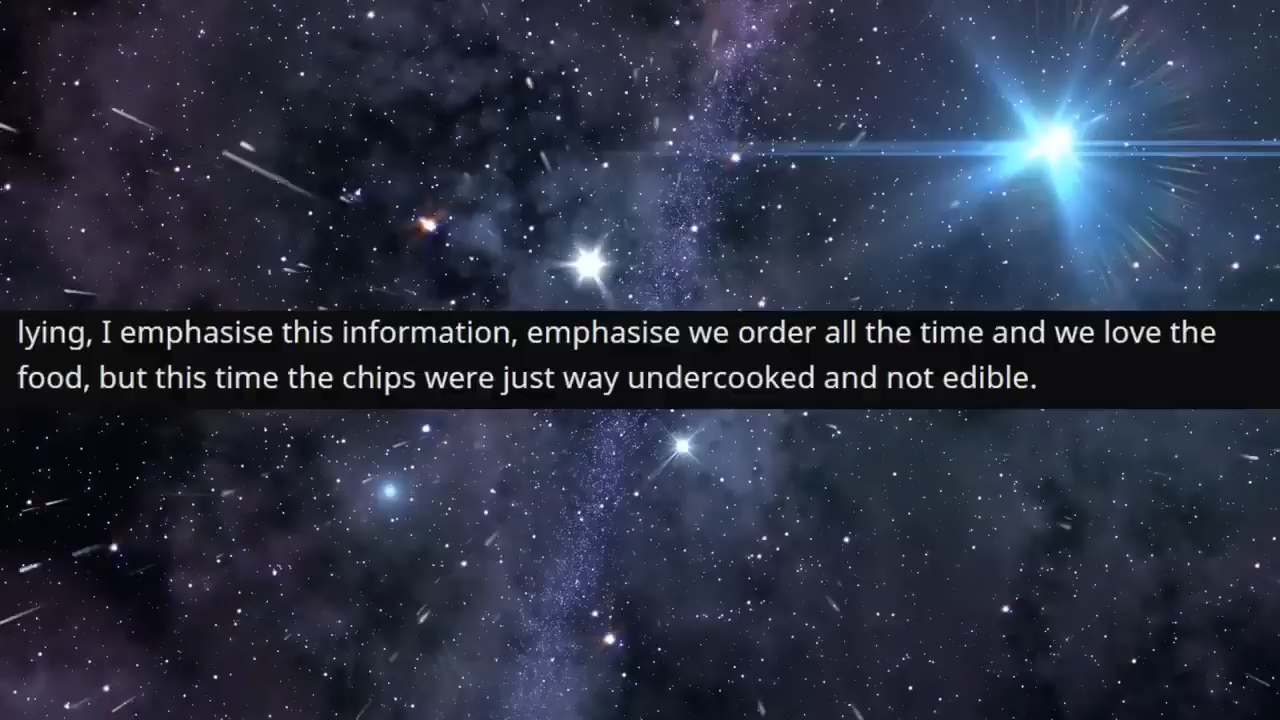 lying, I emphasise this information, emphasise we order all the time and we love the
food, but this time the chips were just way undercooked and not edible.